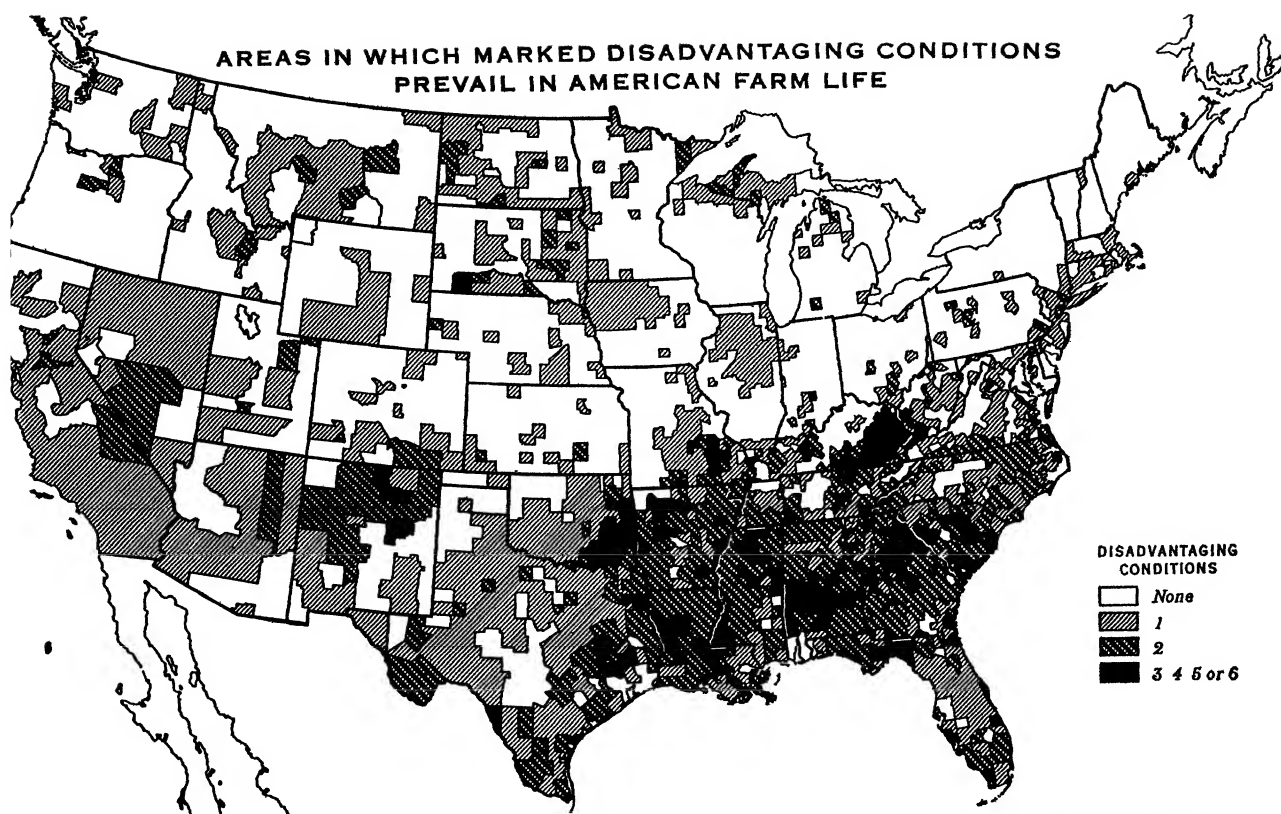 AREAS IN WHICH MARKED DISADVANTAGING CONDITIONS
PREVAIL IN AMERICAN FARM LIFE
DISADVANTAGING
CONDITIONS
None
1
2
3 4 5 or 6